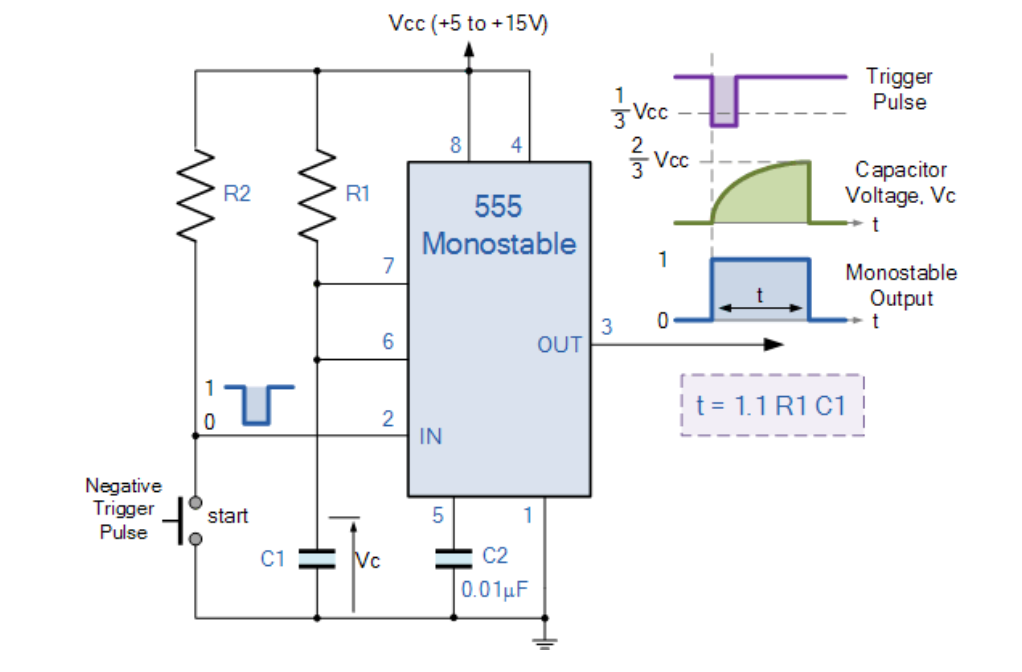 Vcc (+5 to +15V)
8
4
R2
R1
555
Monostable
7
6
2
IN
OUT
3
1
0
Negative
Trigger
Pulse
start
C1
Vc
5
1
C2
0.01µF
1/3 Vcc
Trigger
Pulse
2/3 Vcc
Capacitor
Voltage, Vc
t
1
0
t
Monostable
Output
t
t = 1.1 R1 C1